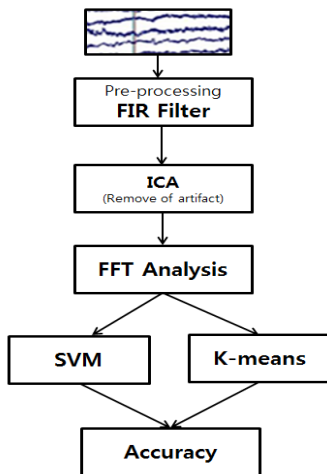 Pre-processing
FIR Filter
ICA
(Remove of artifact)
FFT Analysis
SVM
K-means
Accuracy